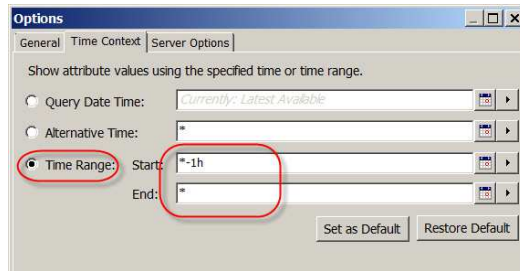 Options
General Time Context Server Options
Show attribute values using the specified time or time range.
Query Date Time: Currently: Latest Available
Alternative Time: *
Time Range: Start: *-1h
End: *
Set as Default Restore Default